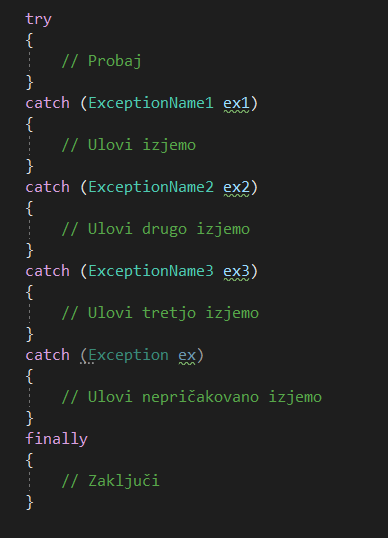 try
{
// Probaj
}
catch (ExceptionName1 ex1)
{
// Ulovi izjemo
}
catch (ExceptionName2 ex2)
{
// Ulovi drugo izjemo
}
catch (ExceptionName3 ex3)
{
// Ulovi tretjo izjemo
}
catch (Exception ex)
{
// Ulovi nepričakovano izjemo
}
finally
{
// Zaključi
}